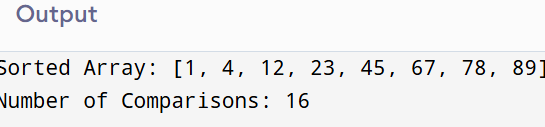 Output
Sorted Array: [1, 4, 12, 23, 45, 67, 78, 89]
Number of Comparisons: 16